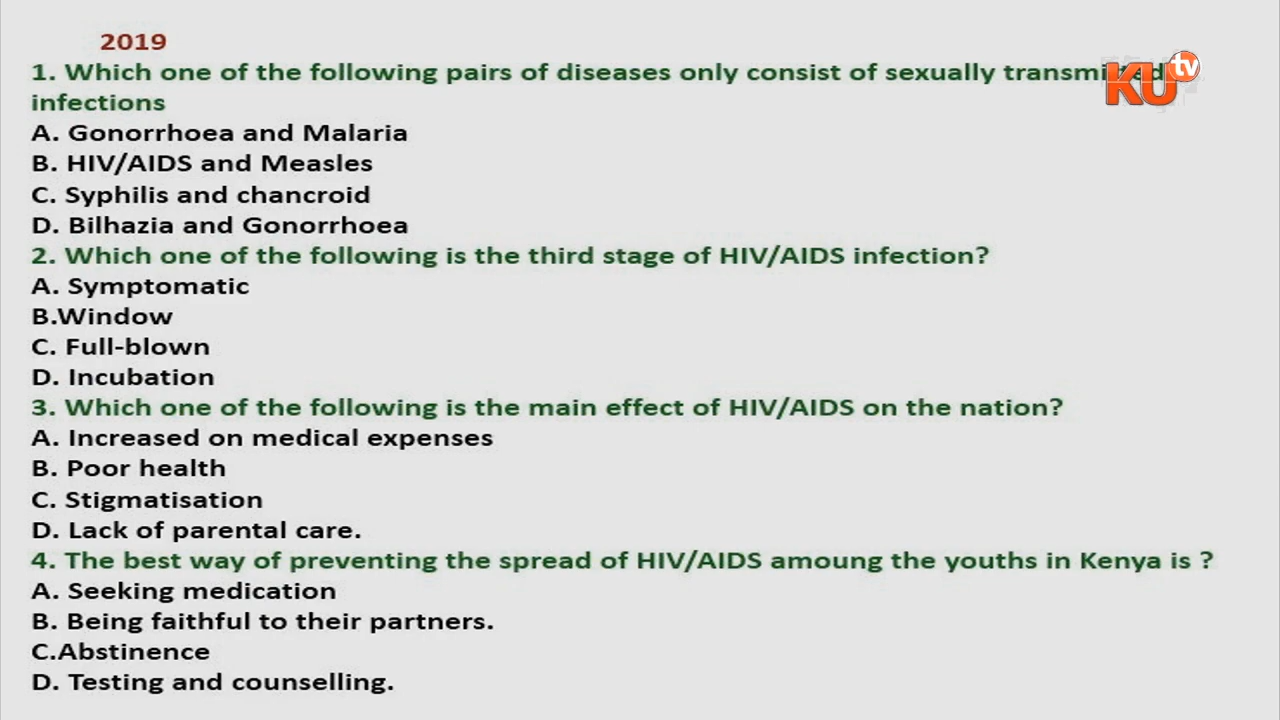 2019
1. Which one of the following pairs of diseases only consist of sexually transmitted
infections
A. Gonorrhoea and Malaria
B. HIV/AIDS and Measles
C. Syphilis and chancroid
D. Bilhazia and Gonorrhoea
2. Which one of the following is the third stage of HIV/AIDS infection?
A. Symptomatic
B.Window
C. Full-blown
D. Incubation
3. Which one of the following is the main effect of HIV/AIDS on the nation?
A. Increased on medical expenses
B. Poor health
C. Stigmatisation
D. Lack of parental care.
4. The best way of preventing the spread of HIV/AIDS amoung the youths in Kenya is ?
A. Seeking medication
B. Being faithful to their partners.
C.Abstinence
D. Testing and counselling.
KU tv